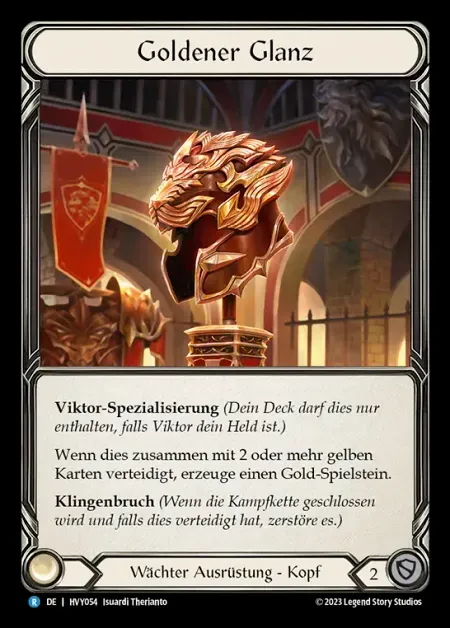 Goldener Glanz
Viktor-Spezialisierung (Dein Deck darf dies nur
enthalten, falls Viktor dein Held ist.)
Wenn dies zusammen mit 2 oder mehr gelben
Karten verteidigt, erzeuge einen Gold-Spielstein.
Klingenbruch (Wenn die Kampfkette geschlossen
wird und falls dies verteidigt hat, zerstöre es.)
Wächter Ausrüstung - Kopf
2
R DE | HVY054 Isuardi Therianto
© 2023 Legend Story Studios